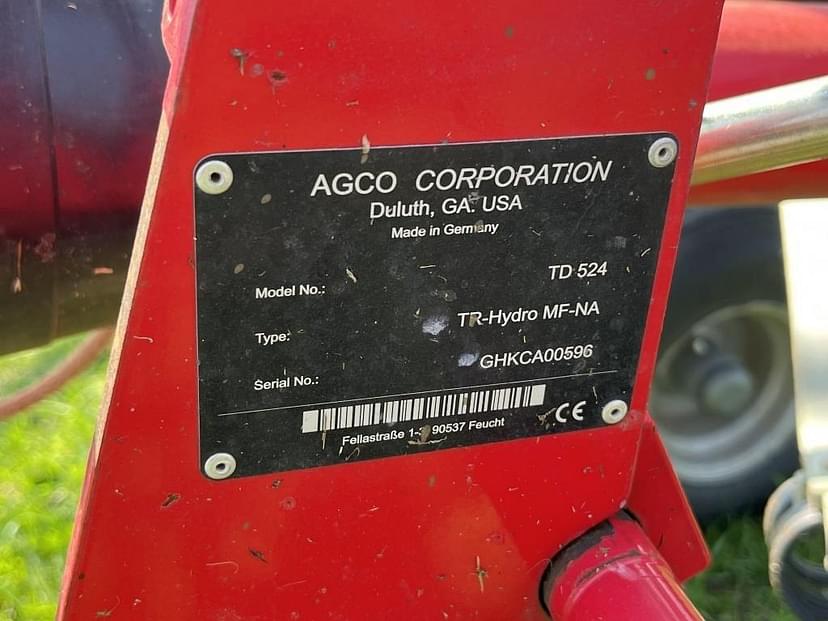 AGCO CORPORATION
Duluth, GA. USA
Made in Germany
Model No.: TD 524
Type: TR-Hydro MF-NA
Serial No.: GHKCA00596
Fellastraße 90537 Feucht
CE